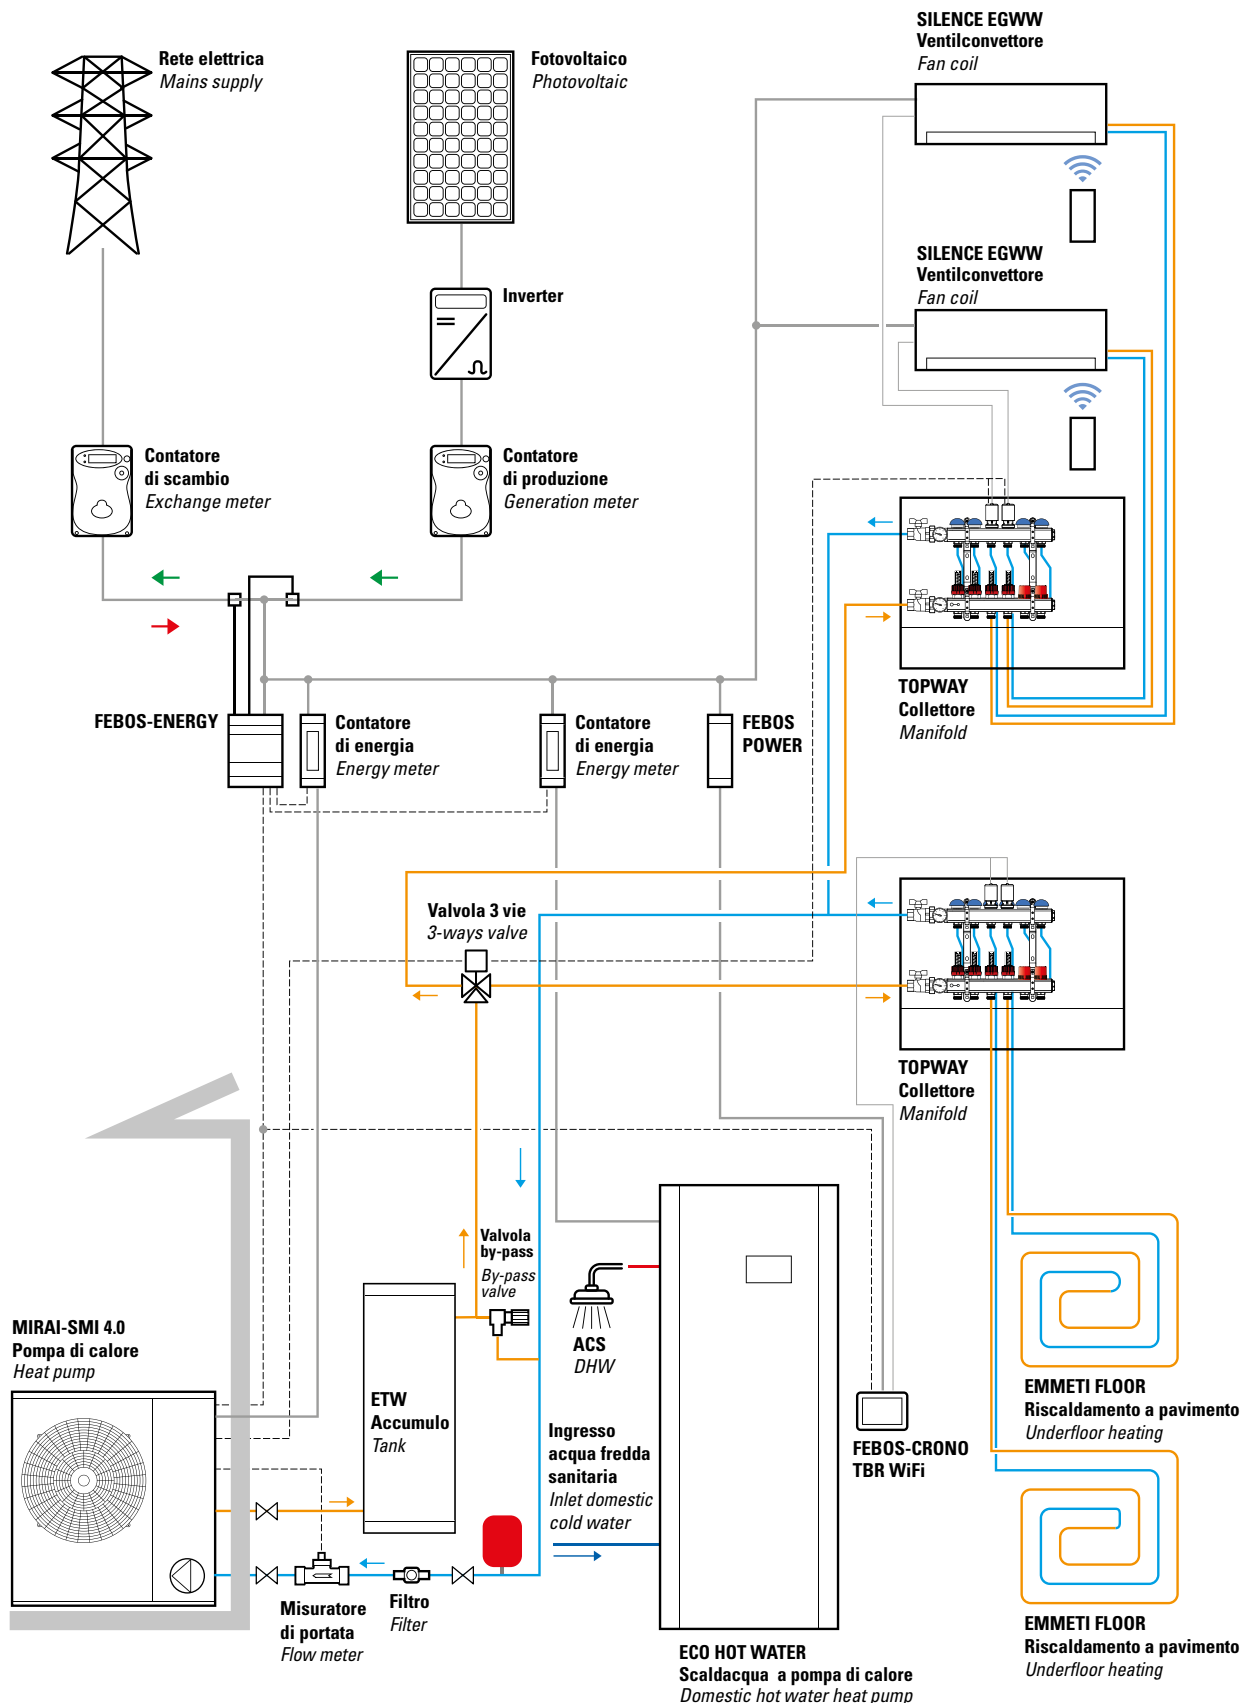 Rete elettrica
Mains supply
Fotovoltaico
Photovoltaic
SILENCE EGWW
Ventilconvettore
Fan coil
SILENCE EGWW
Ventilconvettore
Fan coil
Inverter
Contatore
di scambio
Exchange meter
Contatore
di produzione
Generation meter
FEBOS-ENERGY
Contatore
di energia
Energy meter
Contatore
di energia
Energy meter
FEBOS
POWER
TOPWAY
Collettore
Manifold
Valvola 3 vie
3-ways valve
TOPWAY
Collettore
Manifold
Valvola
by-pass
By-pass
valve
MIRAI-SMI 4.0
Pompa di calore
Heat pump
ETW
Accumulo
Tank
ACS
DHW
Ingresso
acqua fredda
sanitaria
Inlet domestic
cold water
FEBOS-CRONO
TBR WiFi
EMMETI FLOOR
Riscaldamento a pavimento
Underfloor heating
Misuratore
di portata
Flow meter
Filtro
Filter
ECO HOT WATER
Scaldacqua a pompa di calore
Domestic hot water heat pump
EMMETI FLOOR
Riscaldamento a pavimento
Underfloor heating